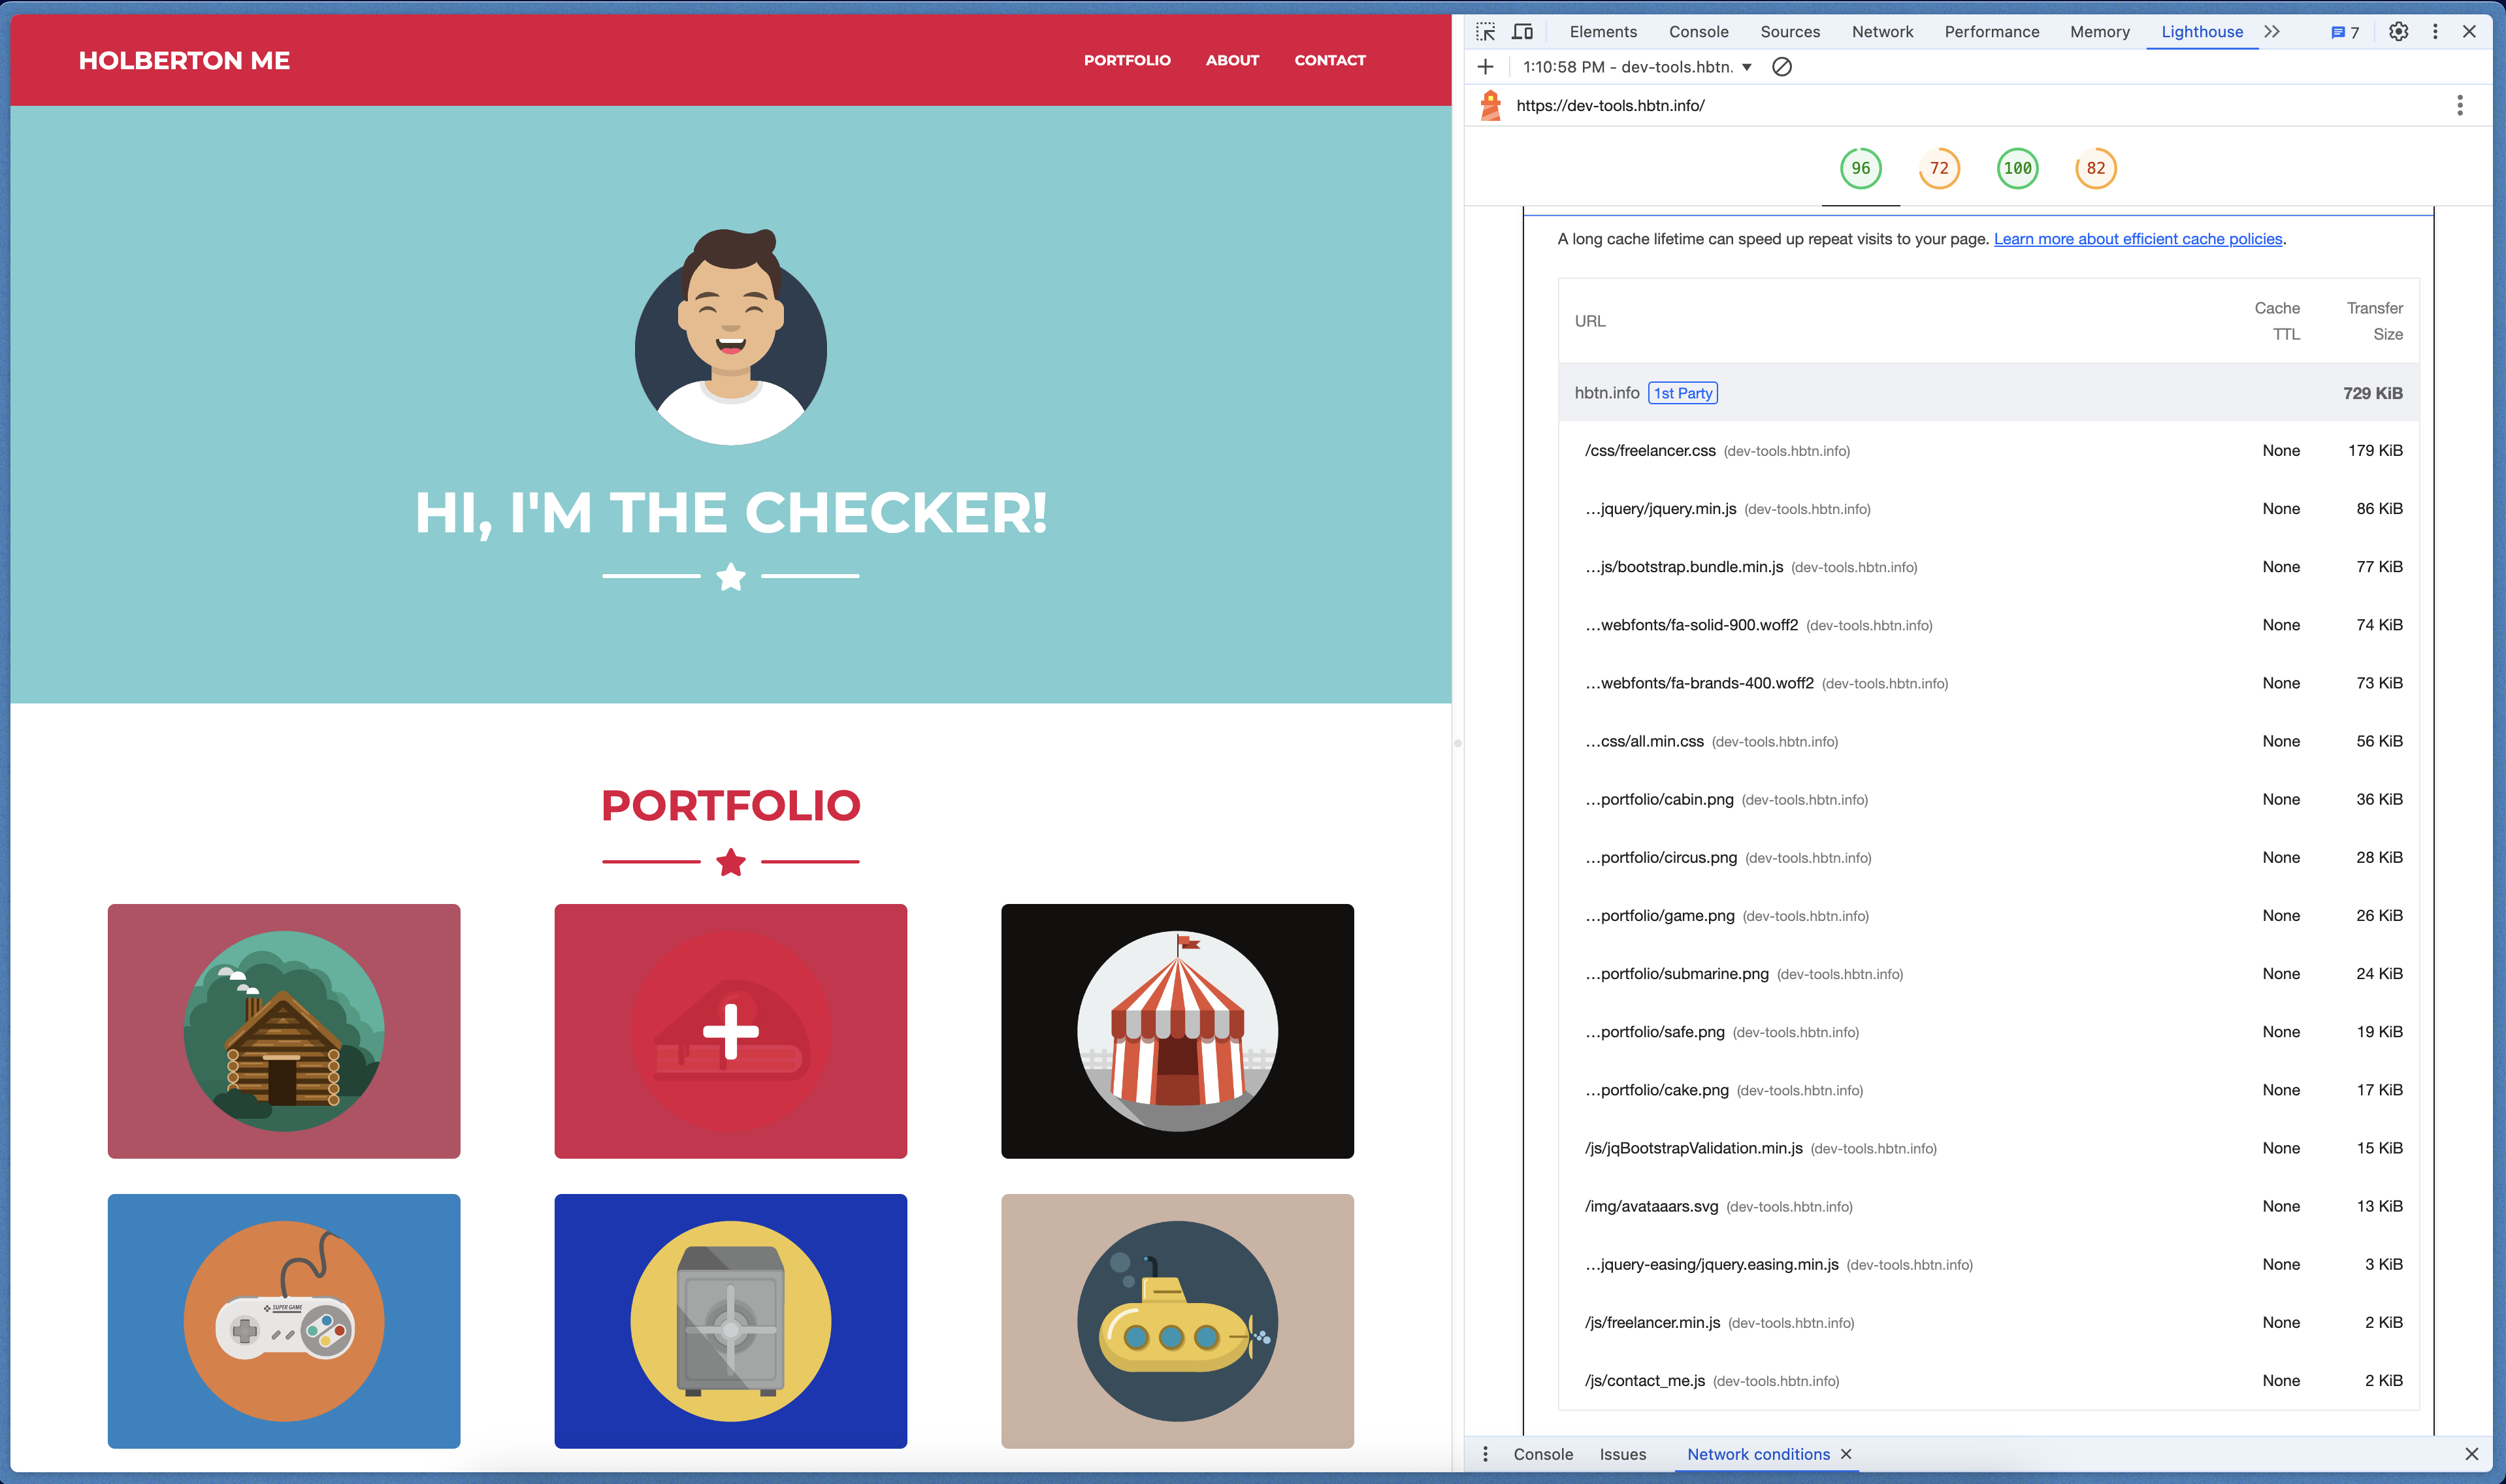 HOLBERTON ME
PORTFOLIO ABOUT CONTACT
HI, I'M THE CHECKER!
PORTFOLIO
SUPER GAME
Elements Console Sources Network Performance Memory Lighthouse 7
1:10:58 PM - dev-tools.hbtn.
https://dev-tools.hbtn.info/
96 72 100 82
A long cache lifetime can speed up repeat visits to your page. Learn more about efficient cache policies.
URL Cache TTL Transfer Size
hbtn.info 1st Party 729 KiB
/css/freelancer.css (dev-tools.hbtn.info) None 179 KiB
…jquery/jquery.min.js (dev-tools.hbtn.info) None 86 KiB
…js/bootstrap.bundle.min.js (dev-tools.hbtn.info) None 77 KiB
…webfonts/fa-solid-900.woff2 (dev-tools.hbtn.info) None 74 KiB
…webfonts/fa-brands-400.woff2 (dev-tools.hbtn.info) None 73 KiB
…css/all.min.css (dev-tools.hbtn.info) None 56 KiB
…portfolio/cabin.png (dev-tools.hbtn.info) None 36 KiB
…portfolio/circus.png (dev-tools.hbtn.info) None 28 KiB
…portfolio/game.png (dev-tools.hbtn.info) None 26 KiB
…portfolio/submarine.png (dev-tools.hbtn.info) None 24 KiB
…portfolio/safe.png (dev-tools.hbtn.info) None 19 KiB
…portfolio/cake.png (dev-tools.hbtn.info) None 17 KiB
/js/jqBootstrapValidation.min.js (dev-tools.hbtn.info) None 15 KiB
/img/avataaars.svg (dev-tools.hbtn.info) None 13 KiB
…jquery-easing/jquery.easing.min.js (dev-tools.hbtn.info) None 3 KiB
/js/freelancer.min.js (dev-tools.hbtn.info) None 2 KiB
/js/contact_me.js (dev-tools.hbtn.info) None 2 KiB
Console Issues Network conditions